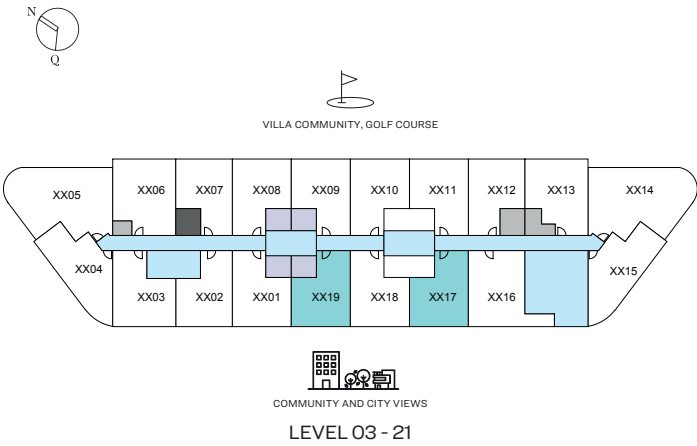 N
Q
VILLA COMMUNITY, GOLF COURSE
XX05 XX06 XX07 XX08 XX09 XX10 XX11 XX12 XX13 XX14
XX04 XX03 XX02 XX01 XX19 XX18 XX17 XX16 XX15
COMMUNITY AND CITY VIEWS
LEVEL 03 - 21